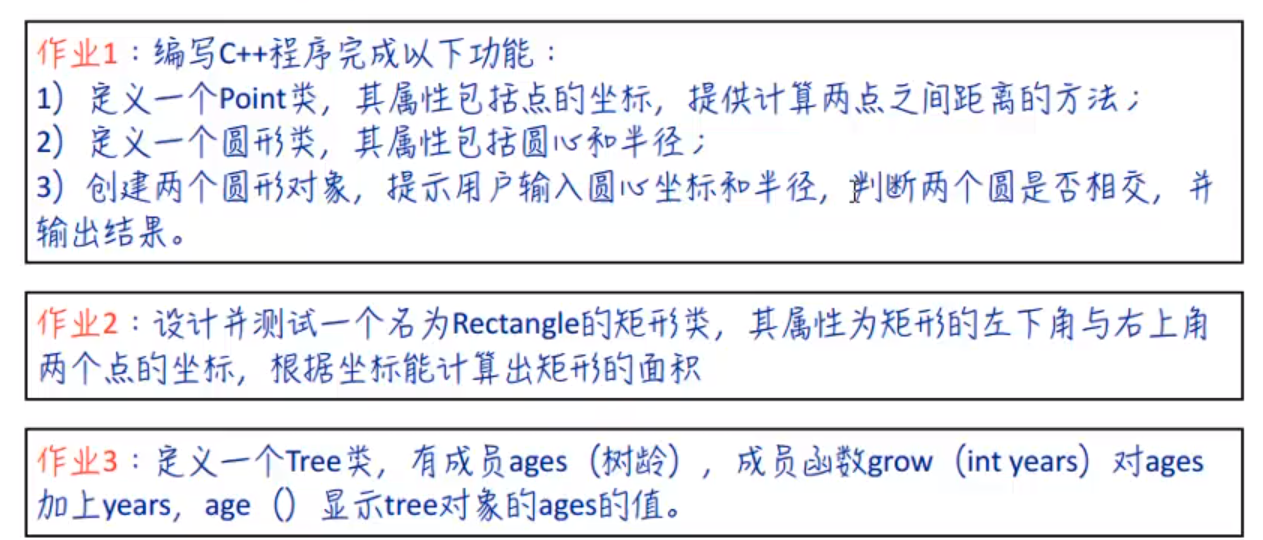 作业1：编写C++程序完成以下功能：
1）定义一个Point类，其属性包括点的坐标，提供计算两点之间距离的方法；
2）定义一个圆形类，其属性包括圆心和半径；
3）创建两个圆形对象，提示用户输入圆心坐标和半径，判断两个圆是否相交，并
输出结果。
作业2：设计并测试一个名为Rectangle的矩形类，其属性为矩形的左下角与右上角
两个点的坐标，根据坐标能计算出矩形的面积
作业3：定义一个Tree类，有成员ages（树龄），成员函数grow（int years）对ages
加上years，age（）显示tree对象的ages的值。